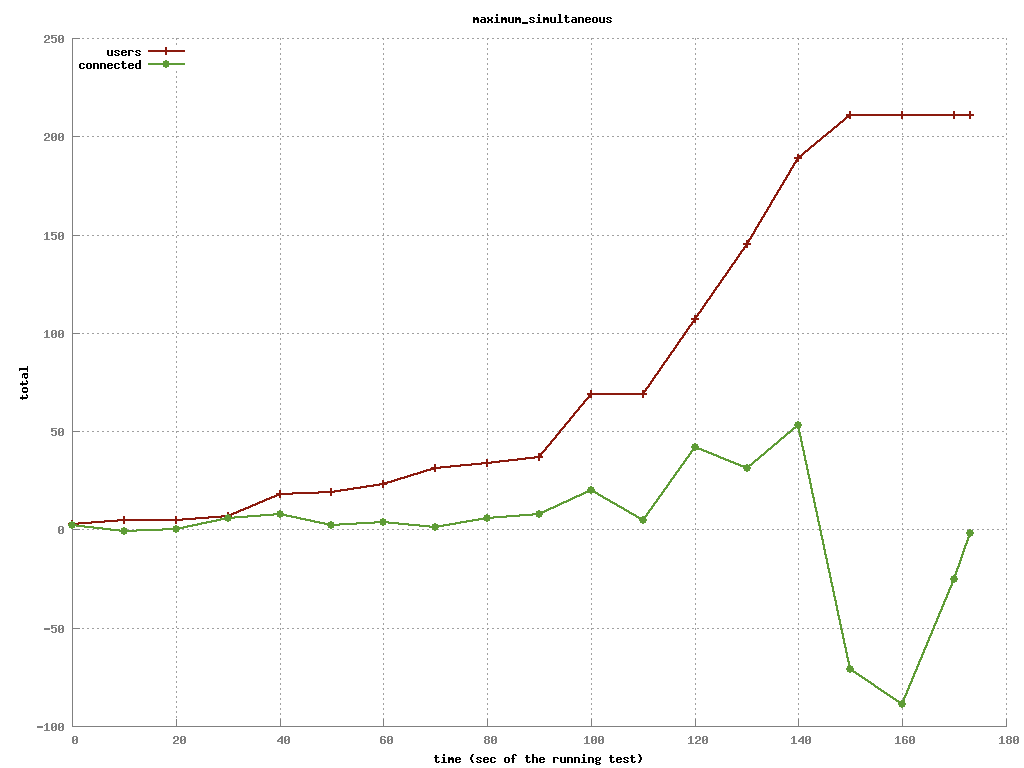 maximum_simultaneous
250
users
connected
200
150
100
total
50
0
-50
-100
0 20 40 60 80 100 120 140 160 180
time (sec of the running test)